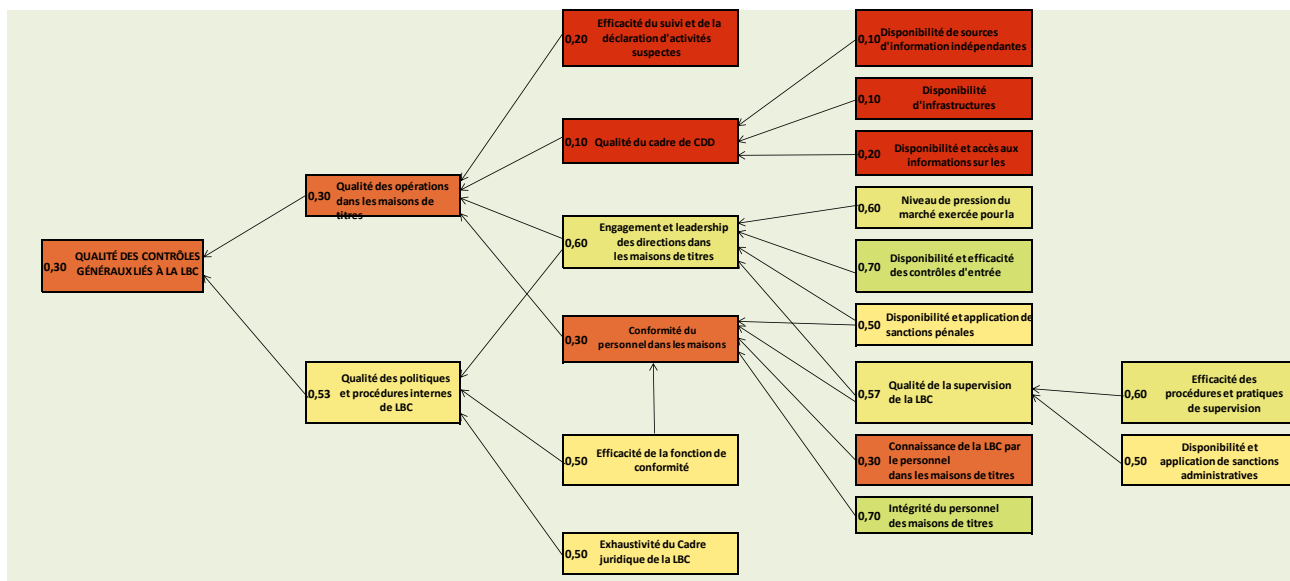 0,30
QUALITÉ DES CONTRÔLES
GÉNÉRAUX LIÉS À LA LBC
0,30
Qualité des opérations
dans les maisons de
titres
0,53
Qualité des politiques
et procédures internes
de LBC
0,20
Efficacité du suivi et de la
déclaration d'activités
suspectes
0,10
Qualité du cadre de CDD
0,60
Engagement et leadership
des directions dans
les maisons de titres
0,30
Conformité du
personnel dans les maisons
0,50
Efficacité de la fonction de
conformité
0,50
Exhaustivité du Cadre
juridique de la LBC
0,10
Disponibilité de sources
d'information indépendantes
0,10
Disponibilité
d'infrastructures
0,20
Disponibilité et accès aux
informations sur les
0,60
Niveau de pression du
marché exercée pour la
0,70
Disponibilité et efficacité
des contrôles d'entrée
0,50
Disponibilité et application de
sanctions pénales
0,57
Qualité de la supervision
de la LBC
0,30
Connaissance de la LBC par
le personnel
dans les maisons de titres
0,70
Intégrité du personnel
des maisons de titres
0,60
Efficacité des
procédures et pratiques
de supervision
0,50
Disponibilité et
application de sanctions
administratives